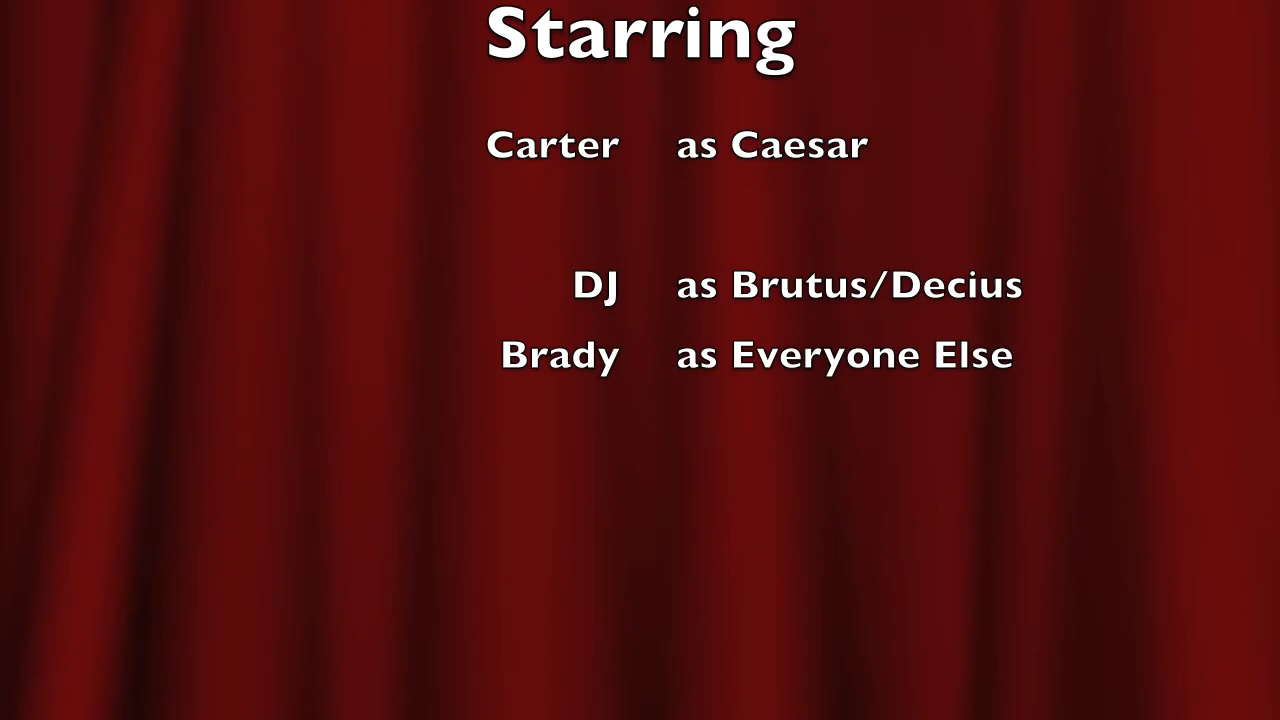 Starring
Carter as Caesar
DJ as Brutus/Decius
Brady as Everyone Else